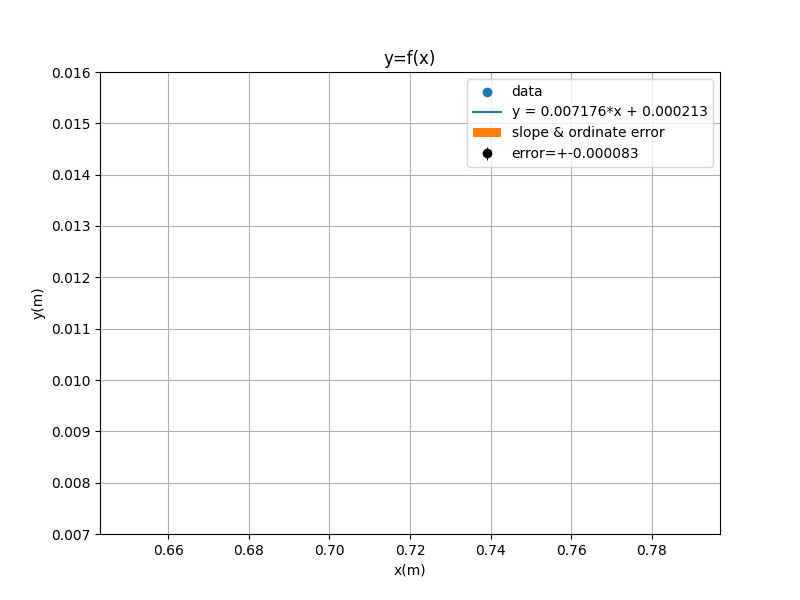 y=f(x)
data
y = 0.007176*x + 0.000213
slope & ordinate error
error=+-0.000083
0.016
0.015
0.014
0.013
0.012
0.011
0.010
0.009
0.008
0.007
y(m)
0.66 0.68 0.70 0.72 0.74 0.76 0.78
x(m)